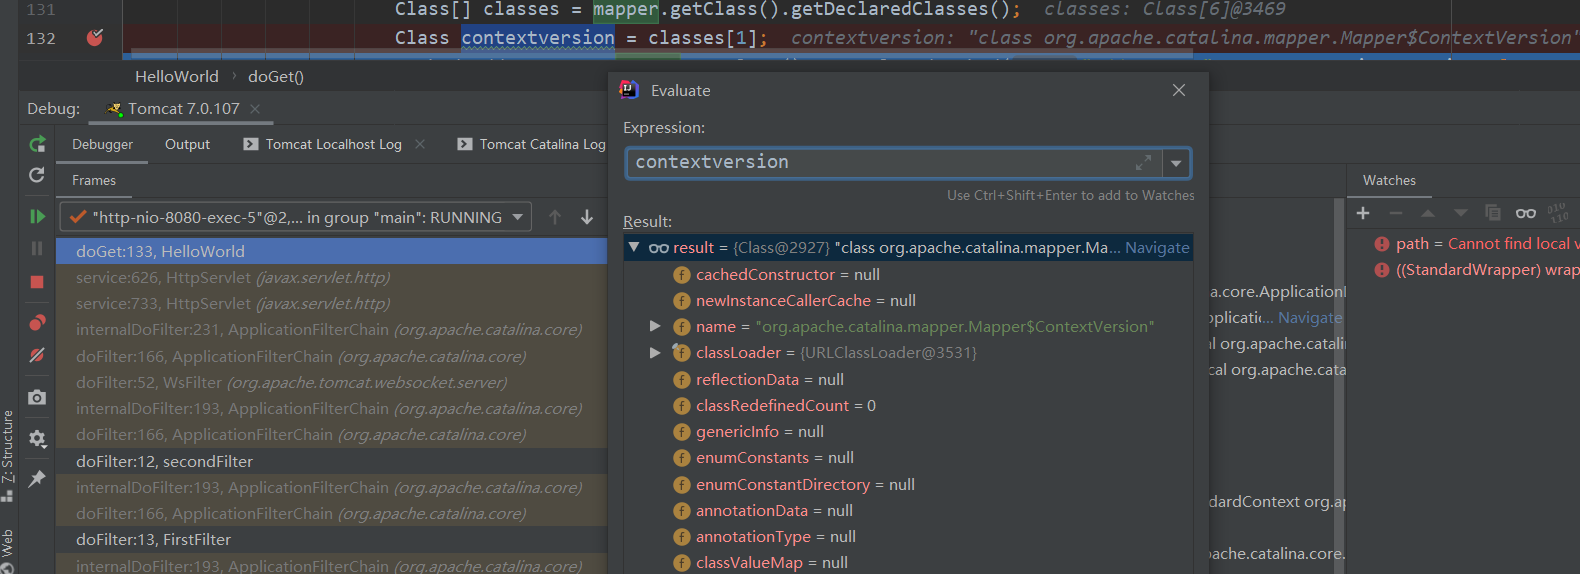 131 Class[] classes = mapper.getClass().getDeclaredClasses(); classes: Class[6]@3469
132 Class contextversion = classes[1]; contextversion: "class org.apache.catalina.mapper.Mapper$ContextVersion"
HelloWorld › doGet()
Debug: Tomcat 7.0.107
Debugger Output Tomcat Localhost Log Tomcat Catalina Log
Frames
"http-nio-8080-exec-5"@2,... in group "main": RUNNING
doGet:133, HelloWorld
service:626, HttpServlet (javax.servlet.http)
service:733, HttpServlet (javax.servlet.http)
internalDoFilter:231, ApplicationFilterChain (org.apache.catalina.core)
doFilter:166, ApplicationFilterChain (org.apache.catalina.core)
doFilter:52, WsFilter (org.apache.tomcat.websocket.server)
internalDoFilter:193, ApplicationFilterChain (org.apache.catalina.core)
doFilter:166, ApplicationFilterChain (org.apache.catalina.core)
doFilter:12, secondFilter
internalDoFilter:193, ApplicationFilterChain (org.apache.catalina.core)
doFilter:166, ApplicationFilterChain (org.apache.catalina.core)
doFilter:13, FirstFilter
internalDoFilter:193, ApplicationFilterChain (org.apache.catalina.core)
Z: Structure
Web
Evaluate
Expression:
contextversion
Use Ctrl+Shift+Enter to add to Watches
Result:
result = {Class@2927} "class org.apache.catalina.mapper.Ma... Navigate
cachedConstructor = null
newInstanceCallerCache = null
name = "org.apache.catalina.mapper.Mapper$ContextVersion"
classLoader = {URLClassLoader@3531}
reflectionData = null
classRedefinedCount = 0
genericInfo = null
enumConstants = null
enumConstantDirectory = null
annotationData = null
annotationType = null
classValueMap = null
a.core.Application
pplicatic... Navigate
l org.apache.catalin
cal org.apache.cata
dardContext org.ap
pache.catalina.core.
Watches
path = Cannot find local v
((StandardWrapper) wrap